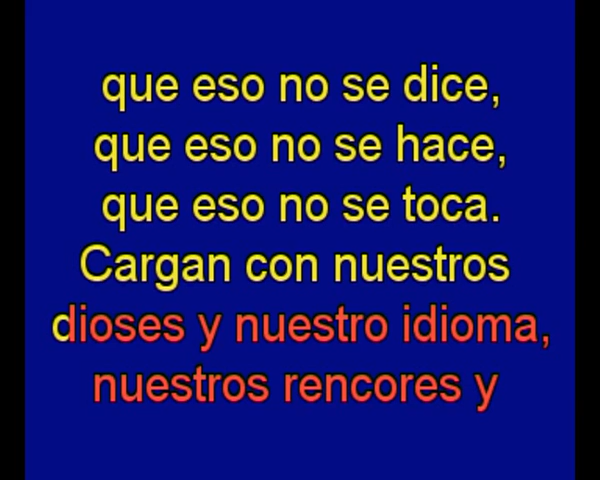 que eso no se dice,
que eso no se hace,
que eso no se toca.
Cargan con nuestros
dioses y nuestro idioma,
nuestros rencores y